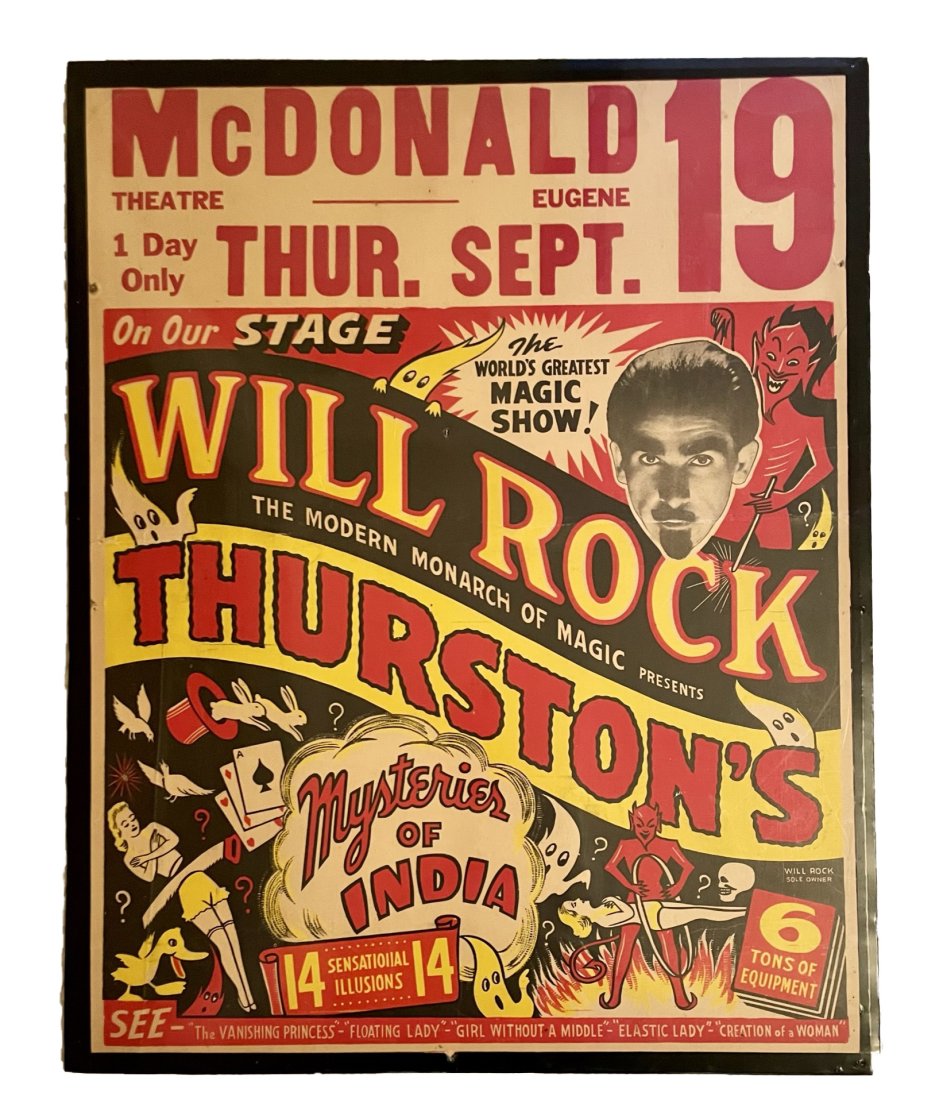 McDONALD 19
THEATRE EUGENE
1 Day
Only
THUR. SEPT.
On Our STAGE
The
WORLD'S GREATEST
MAGIC
SHOW!
WILL ROCK
THE MODERN MONARCH OF MAGIC PRESENTS
THURSTON'S
Mysteries
OF
INDIA
14 SENSATIOIIAL 14
ILLUSIONS
WILL ROCK
SOLE OWNER
6
TONS OF
EQUIPMENT
A
?
?
?
?
?
?
?
?
SEE - "The VANISHING PRINCESS"-"FLOATING LADY"-"GIRL WITHOUT A MIDDLE"-"ELASTIC LADY"-"CREATION of a WOMAN"